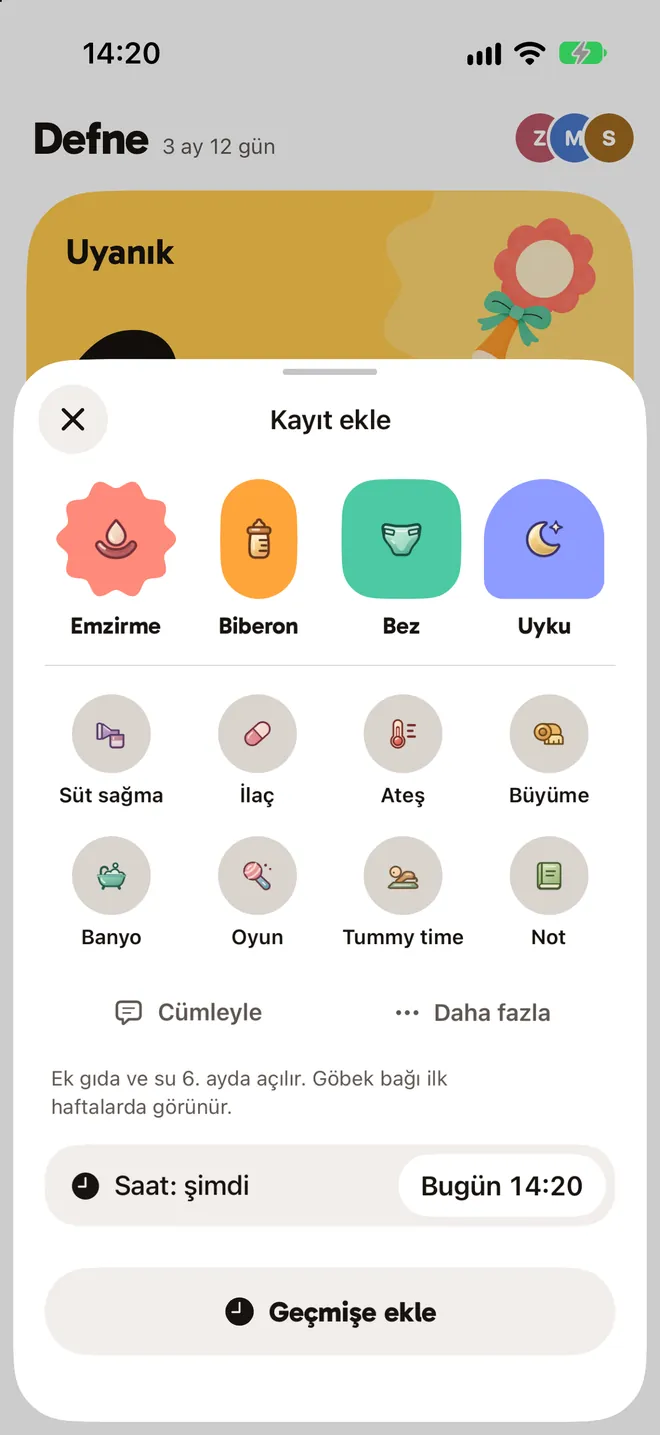 14:20
Defne 3 ay 12 gün
Z M S
Uyanık
Kayıt ekle
Emzirme Biberon Bez Uyku
Süt sağma İlaç Ateş Büyüme
Banyo Oyun Tummy time Not
Cümleyle Daha fazla
Ek gıda ve su 6. ayda açılır. Göbek bağı ilk
haftalarda görünür.
Saat: şimdi Bugün 14:20
Geçmişe ekle